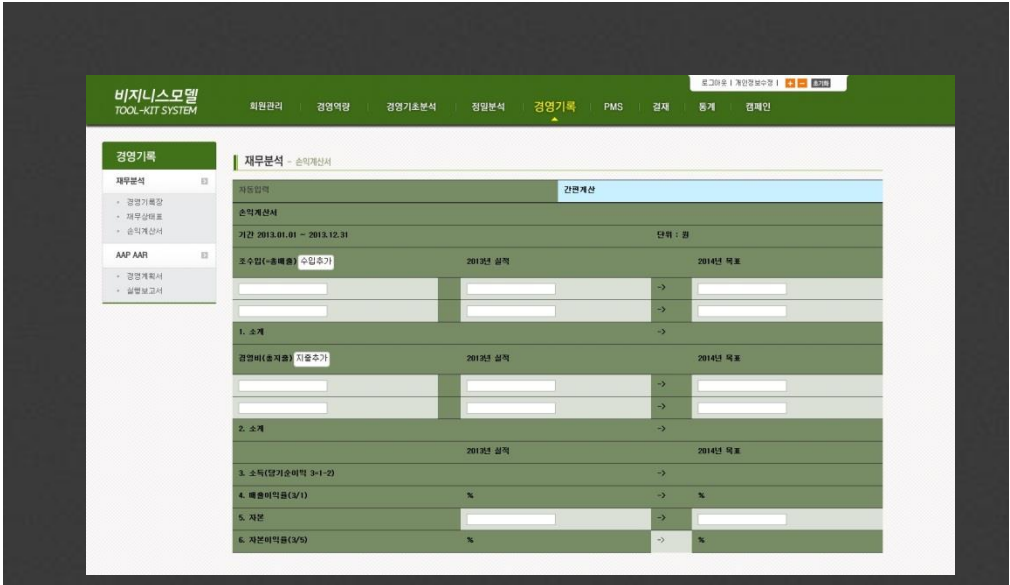 로그아웃 | 개인정보수정 | + - 초기화
비지니스모델
TOOL-KIT SYSTEM
회원관리 경영역량 경영기초분석 정밀분석 경영기록 PMS 결재 통계 캠페인
경영기록
재무분석 - 손익계산서
재무분석
자동입력 간편계산
- 경영기록장
- 재무상태표
- 손익계산서
손익계산서
기간 2013.01.01 ~ 2013.12.31 단위 : 원
AAP AAR
- 경영계획서
- 실행보고서
조수입(=총매출) 수입추가 2013년 실적 2014년 목표
->
->
1. 소계 ->
경영비(총지출) 지출추가 2013년 실적 2014년 목표
->
->
2. 소계 ->
2013년 실적 2014년 목표
3. 소득(당기순이익 3=1-2) ->
4. 매출이익율(3/1) % -> %
5. 자본 ->
6. 자본이익율(3/5) % -> %